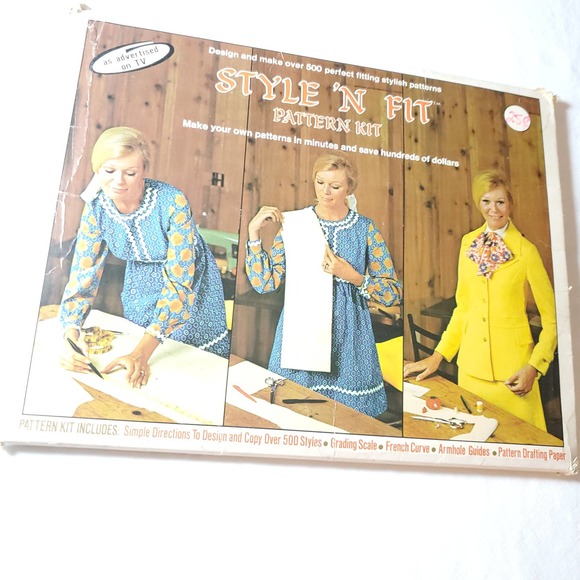 as advertised
on TV
Design and make over 500 perfect fitting stylish patterns
STYLE 'N FIT™
PATTERN KIT
Make your own patterns in minutes and save hundreds of dollars
PATTERN KIT INCLUDES: Simple Directions To Design and Copy Over 500 Styles • Grading Scale • French Curve • Armhole Guides • Pattern Drafting Paper